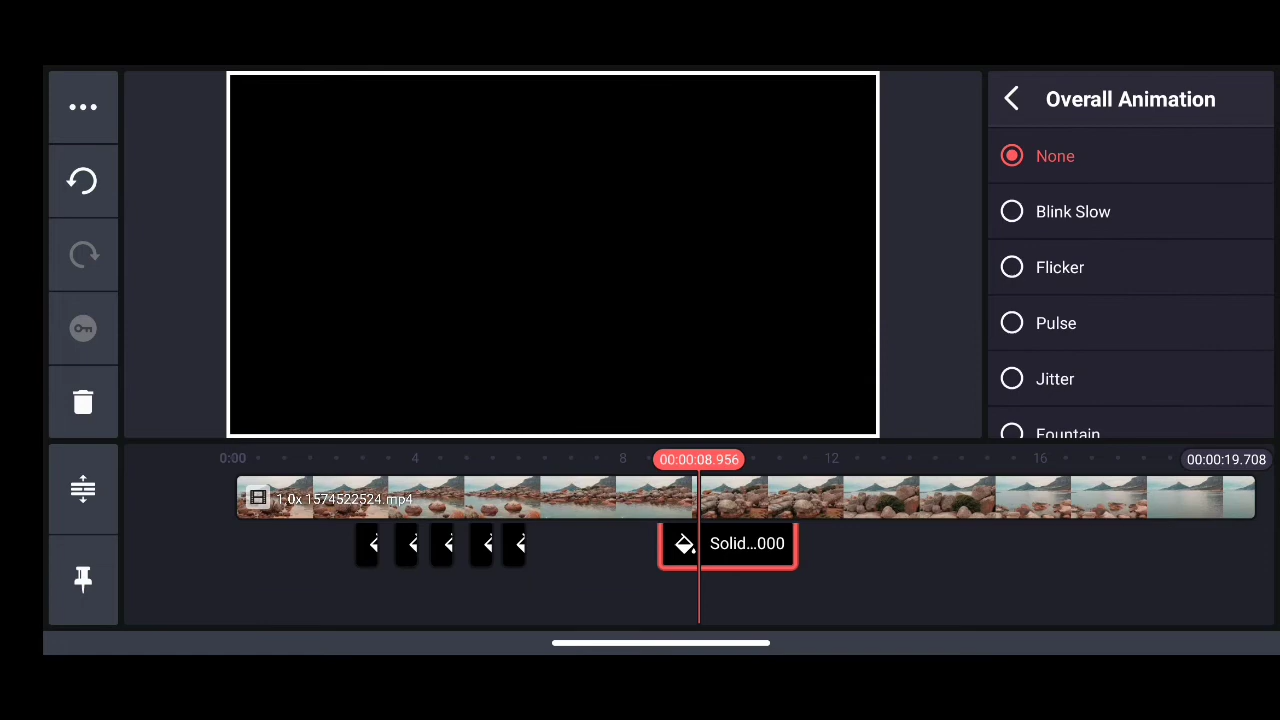 Overall Animation
None
Blink Slow
Flicker
Pulse
Jitter
Fountain
0:00
4
8
00:00:08.956
12
16
00:00:19.708
1.0x 1574522524.mp4
Solid...000